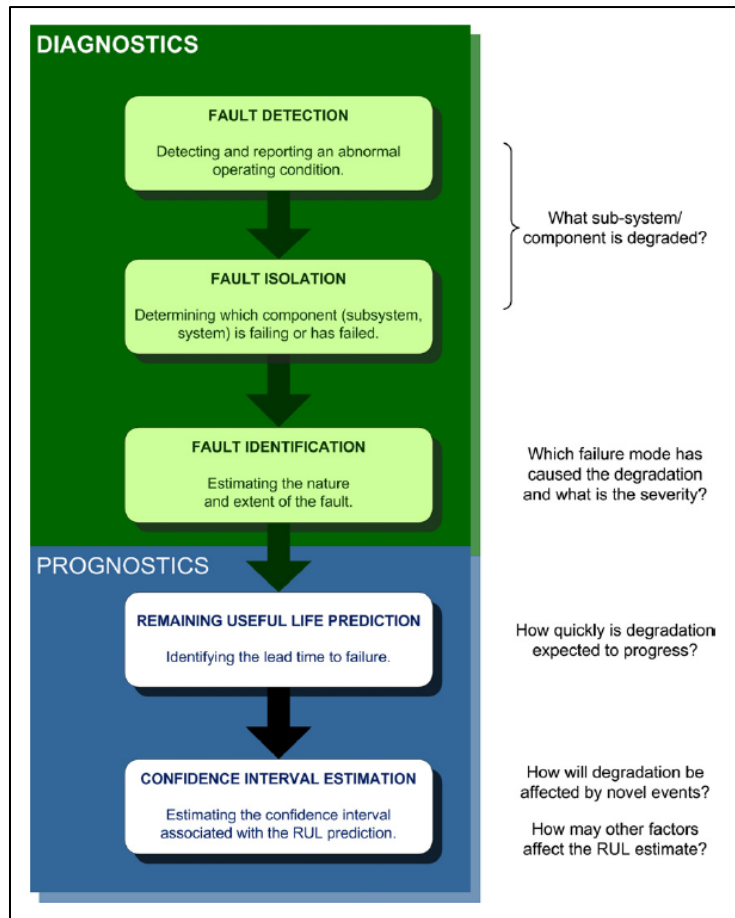 DIAGNOSTICS
FAULT DETECTION
Detecting and reporting an abnormal
operating condition.
What sub-system/
component is degraded?
FAULT ISOLATION
Determining which component (subsystem,
system) is failing or has failed.
FAULT IDENTIFICATION
Estimating the nature
and extent of the fault.
Which failure mode has
caused the degradation
and what is the severity?
PROGNOSTICS
REMAINING USEFUL LIFE PREDICTION
Identifying the lead time to failure.
How quickly is degradation
expected to progress?
CONFIDENCE INTERVAL ESTIMATION
Estimating the confidence interval
associated with the RUL prediction.
How will degradation be
affected by novel events?
How may other factors
affect the RUL estimate?